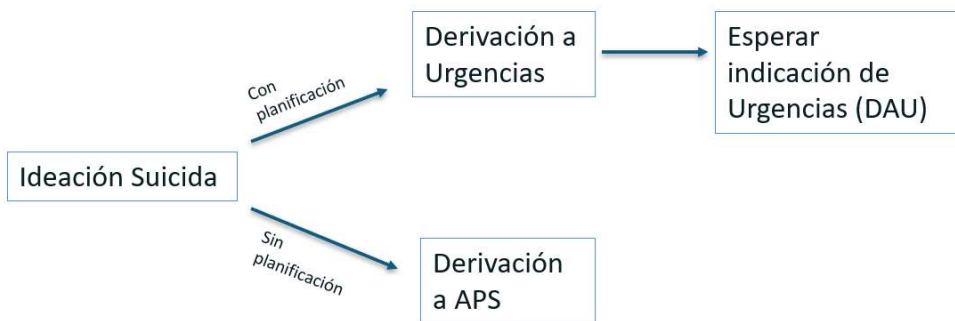 Ideación Suicida
Con
planificación
Derivación a
Urgencias
Esperar
indicación de
Urgencias (DAU)
Sin
planificación
Derivación
a APS